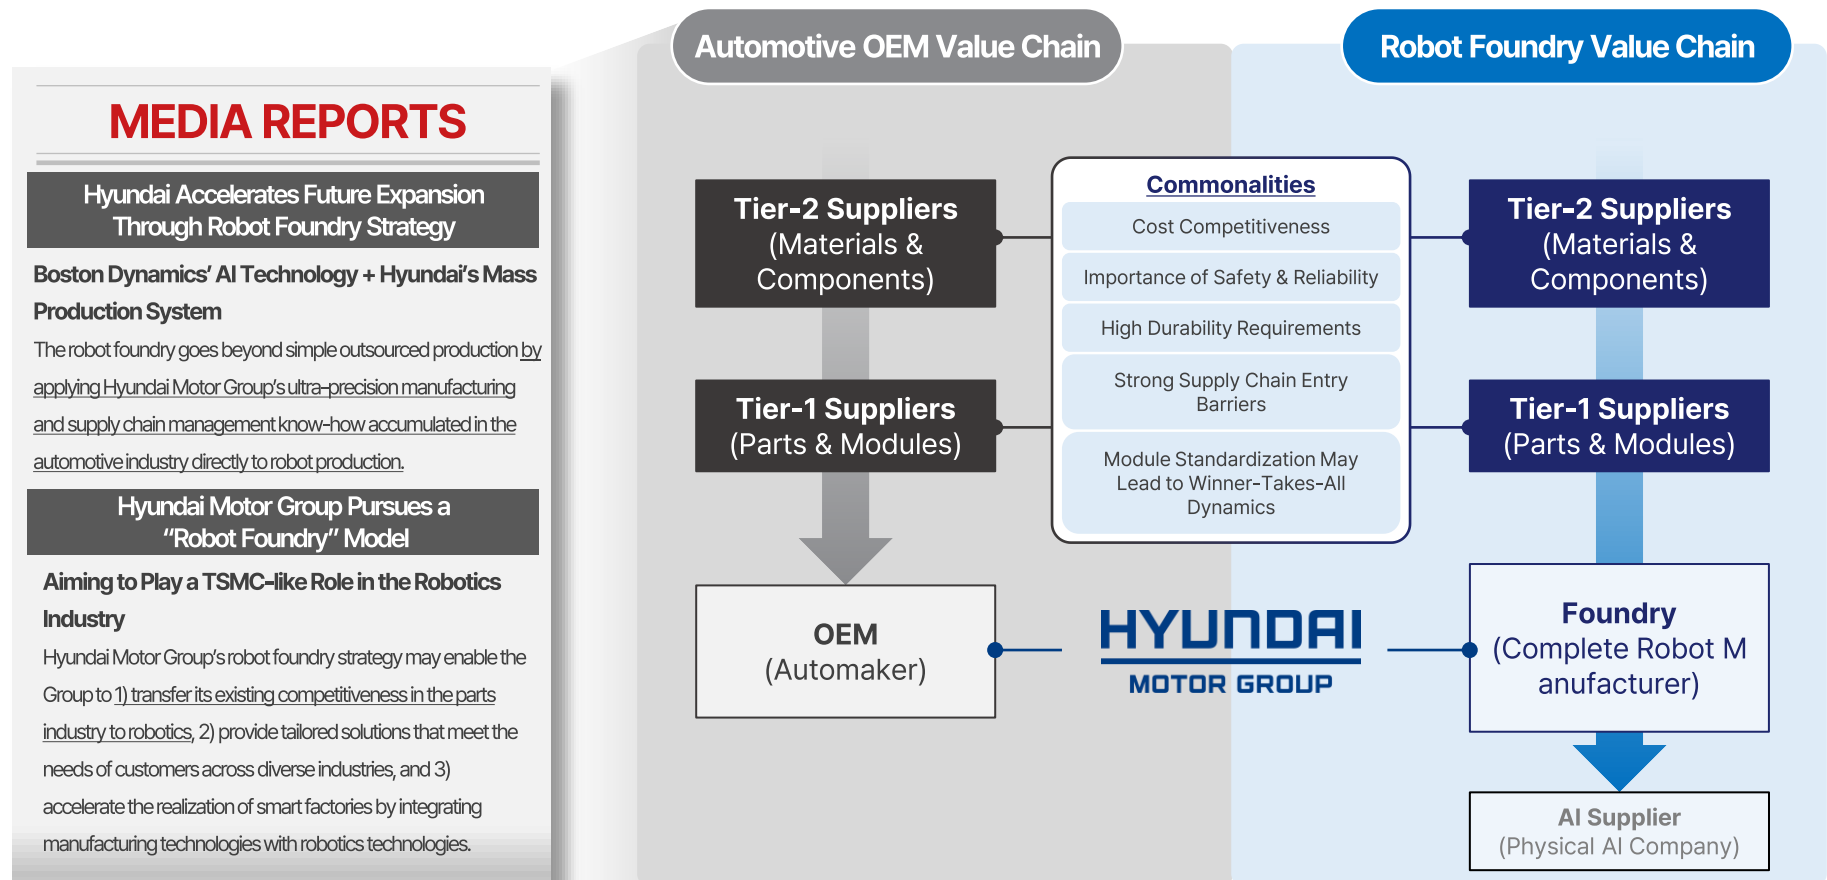 MEDIA REPORTS
Hyundai Accelerates Future Expansion
Through Robot Foundry Strategy
Boston Dynamics’ AI Technology + Hyundai’s Mass
Production System
The robot foundry goes beyond simple outsourced production by
applying Hyundai Motor Group’s ultra-precision manufacturing
and supply chain management know-how accumulated in the
automotive industry directly to robot production.
Hyundai Motor Group Pursues a
“Robot Foundry” Model
Aiming to Play a TSMC-like Role in the Robotics
Industry
Hyundai Motor Group’s robot foundry strategy may enable the
Group to 1) transfer its existing competitiveness in the parts
industry to robotics, 2) provide tailored solutions that meet the
needs of customers across diverse industries, and 3)
accelerate the realization of smart factories by integrating
manufacturing technologies with robotics technologies.
Automotive OEM Value Chain
Tier-2 Suppliers
(Materials &
Components)
Tier-1 Suppliers
(Parts & Modules)
OEM
(Automaker)
Commonalities
Cost Competitiveness
Importance of Safety & Reliability
High Durability Requirements
Strong Supply Chain Entry
Barriers
Module Standardization May
Lead to Winner-Takes-All
Dynamics
HYUNDAI
MOTOR GROUP
Robot Foundry Value Chain
Tier-2 Suppliers
(Materials &
Components)
Tier-1 Suppliers
(Parts & Modules)
Foundry
(Complete Robot M
anufacturer)
AI Supplier
(Physical AI Company)